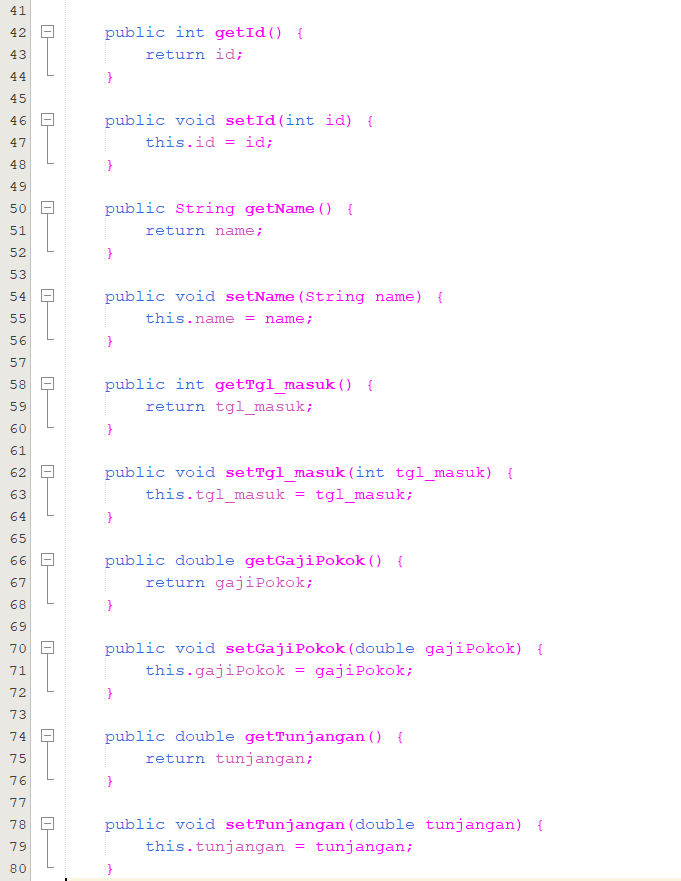 41
42 public int getId() {
43 return id;
44 }
45
46 public void setId(int id) {
47 this.id = id;
48 }
49
50 public String getName() {
51 return name;
52 }
53
54 public void setName(String name) {
55 this.name = name;
56 }
57
58 public int getTgl_masuk() {
59 return tgl_masuk;
60 }
61
62 public void setTgl_masuk(int tgl_masuk) {
63 this.tgl_masuk = tgl_masuk;
64 }
65
66 public double getGajiPokok() {
67 return gajiPokok;
68 }
69
70 public void setGajiPokok(double gajiPokok) {
71 this.gajiPokok = gajiPokok;
72 }
73
74 public double getTunjangan() {
75 return tunjangan;
76 }
77
78 public void setTunjangan(double tunjangan) {
79 this.tunjangan = tunjangan;
80 }